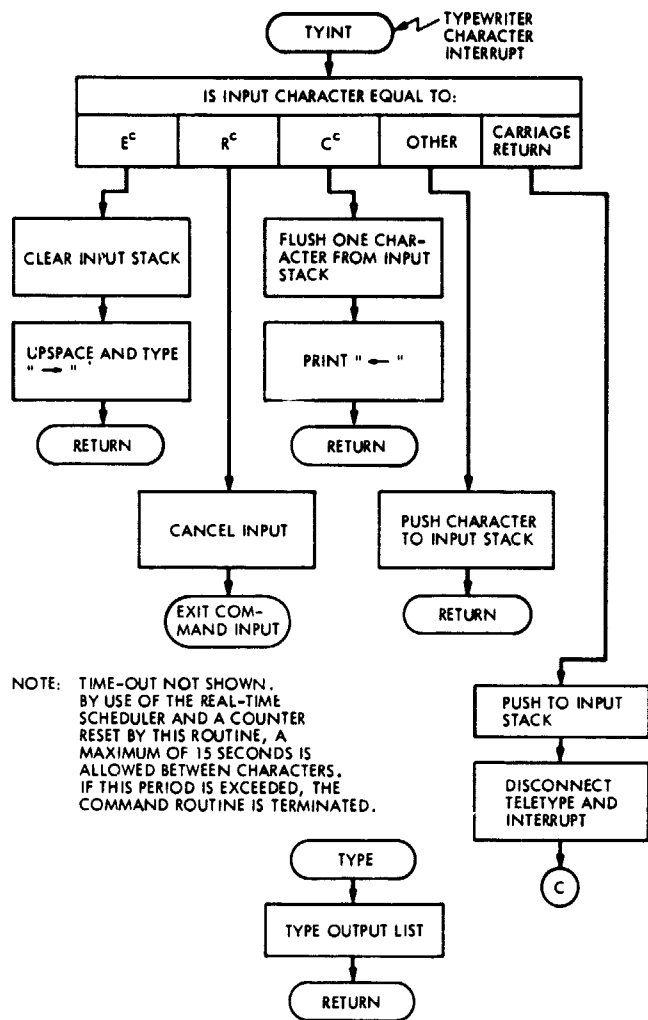 TYINT
TYPEWRITER
CHARACTER
INTERRUPT
IS INPUT CHARACTER EQUAL TO:
Eᶜ
Rᶜ
Cᶜ
OTHER
CARRIAGE
RETURN
CLEAR INPUT STACK
UPSPACE AND TYPE
" → "
RETURN
FLUSH ONE CHAR-
ACTER FROM INPUT
STACK
PRINT " ← "
RETURN
CANCEL INPUT
EXIT COM-
MAND INPUT
PUSH CHARACTER
TO INPUT STACK
RETURN
NOTE: TIME-OUT NOT SHOWN.
BY USE OF THE REAL-TIME
SCHEDULER AND A COUNTER
RESET BY THIS ROUTINE, A
MAXIMUM OF 15 SECONDS IS
ALLOWED BETWEEN CHARACTERS.
IF THIS PERIOD IS EXCEEDED, THE
COMMAND ROUTINE IS TERMINATED.
PUSH TO INPUT
STACK
DISCONNECT
TELETYPE AND
INTERRUPT
C
TYPE
TYPE OUTPUT LIST
RETURN